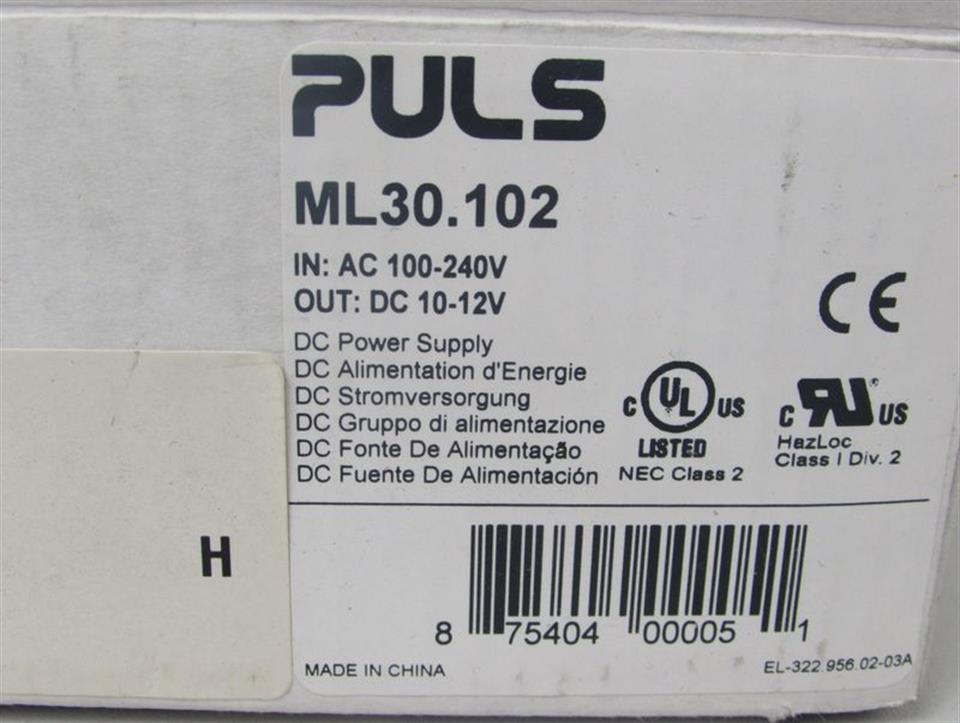 PULS
ML30.102
IN: AC 100-240V
OUT: DC 10-12V
DC Power Supply
DC Alimentation d'Energie
DC Stromversorgung
DC Gruppo di alimentazione
DC Fonte De Alimentação
DC Fuente De Alimentación
CE
C UL US
LISTED
NEC Class 2
C RU ® US
HazLoc
Class I Div. 2
H
8 75404 00005 1
MADE IN CHINA
EL-322.956.02-03A